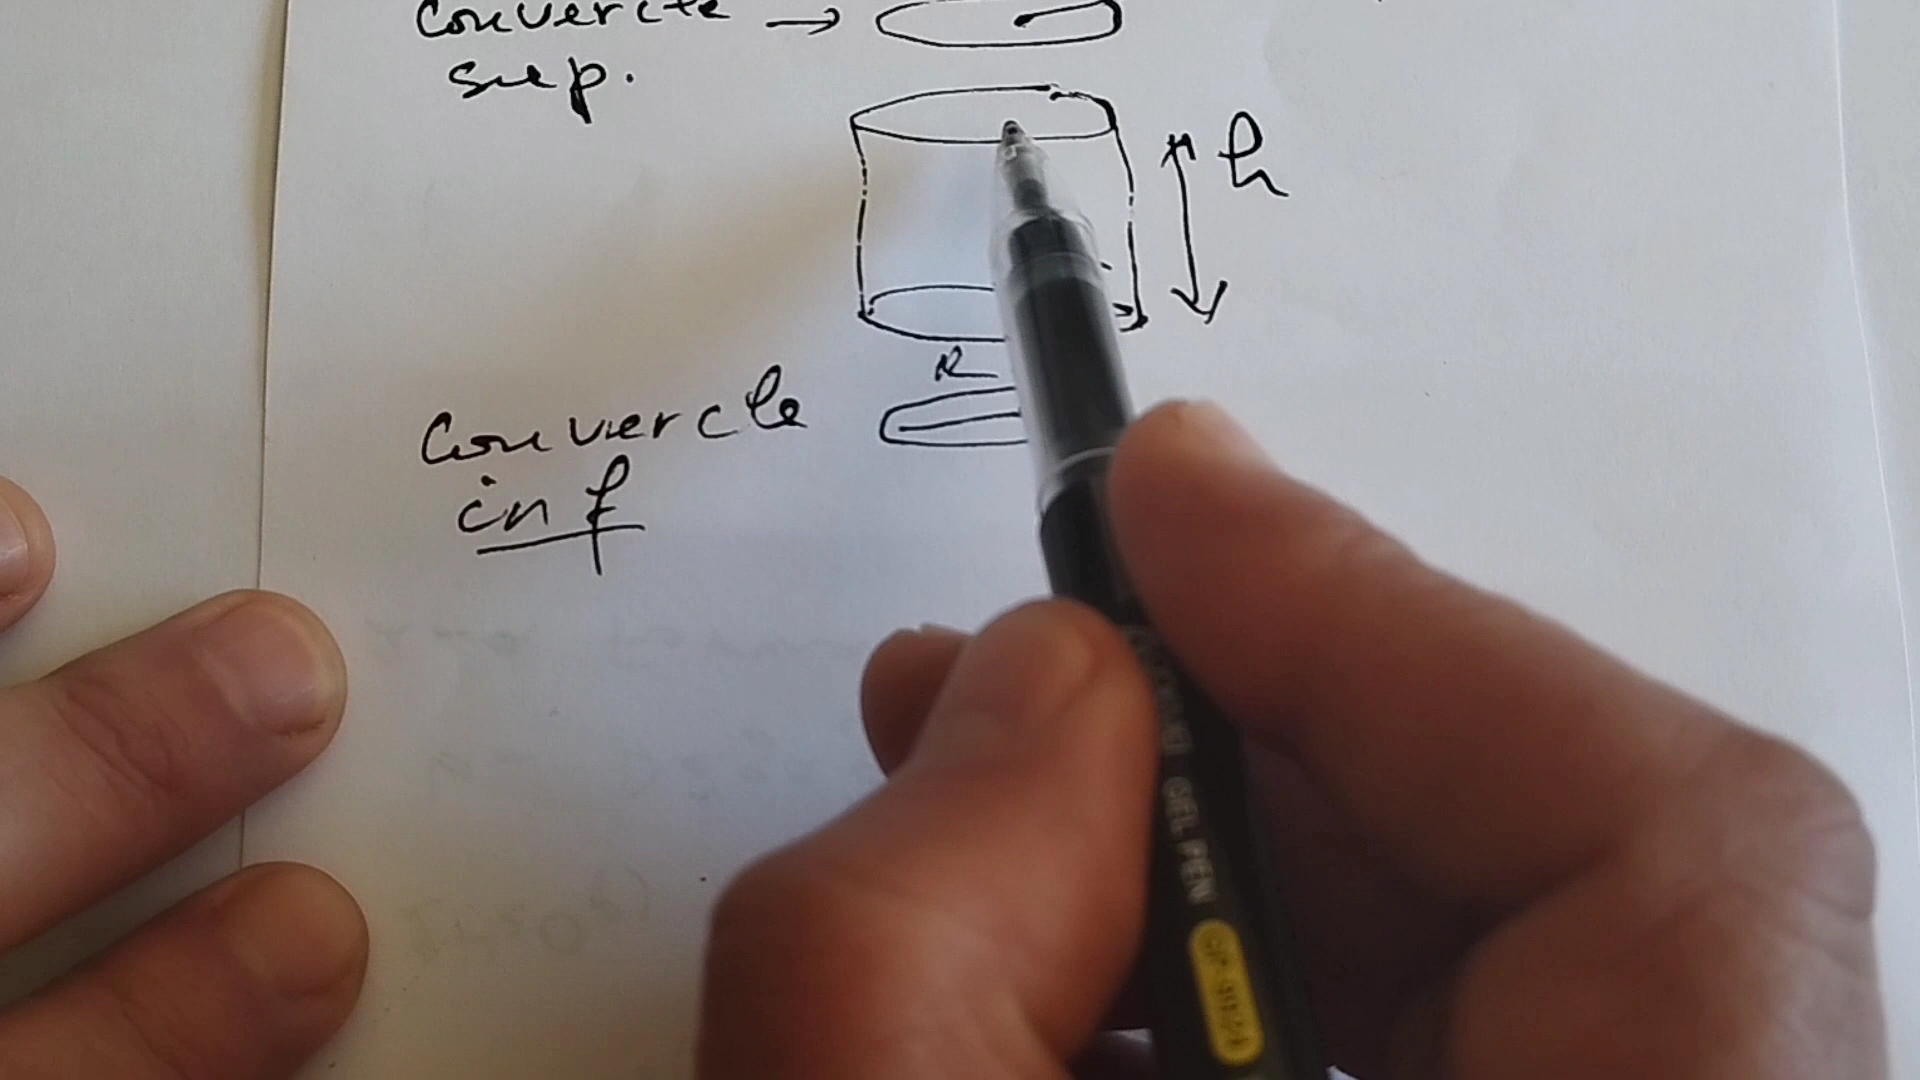 Couvercle →
sup.
h
R
Couvercle
inf
GEL PEN